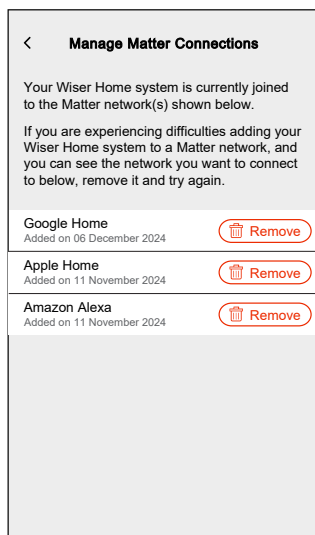 Manage Matter Connections
Your Wiser Home system is currently joined
to the Matter network(s) shown below.
If you are experiencing difficulties adding your
Wiser Home system to a Matter network, and
you can see the network you want to connect
to below, remove it and try again.
Google Home
Added on 06 December 2024
Remove
Apple Home
Added on 11 November 2024
Remove
Amazon Alexa
Added on 11 November 2024
Remove